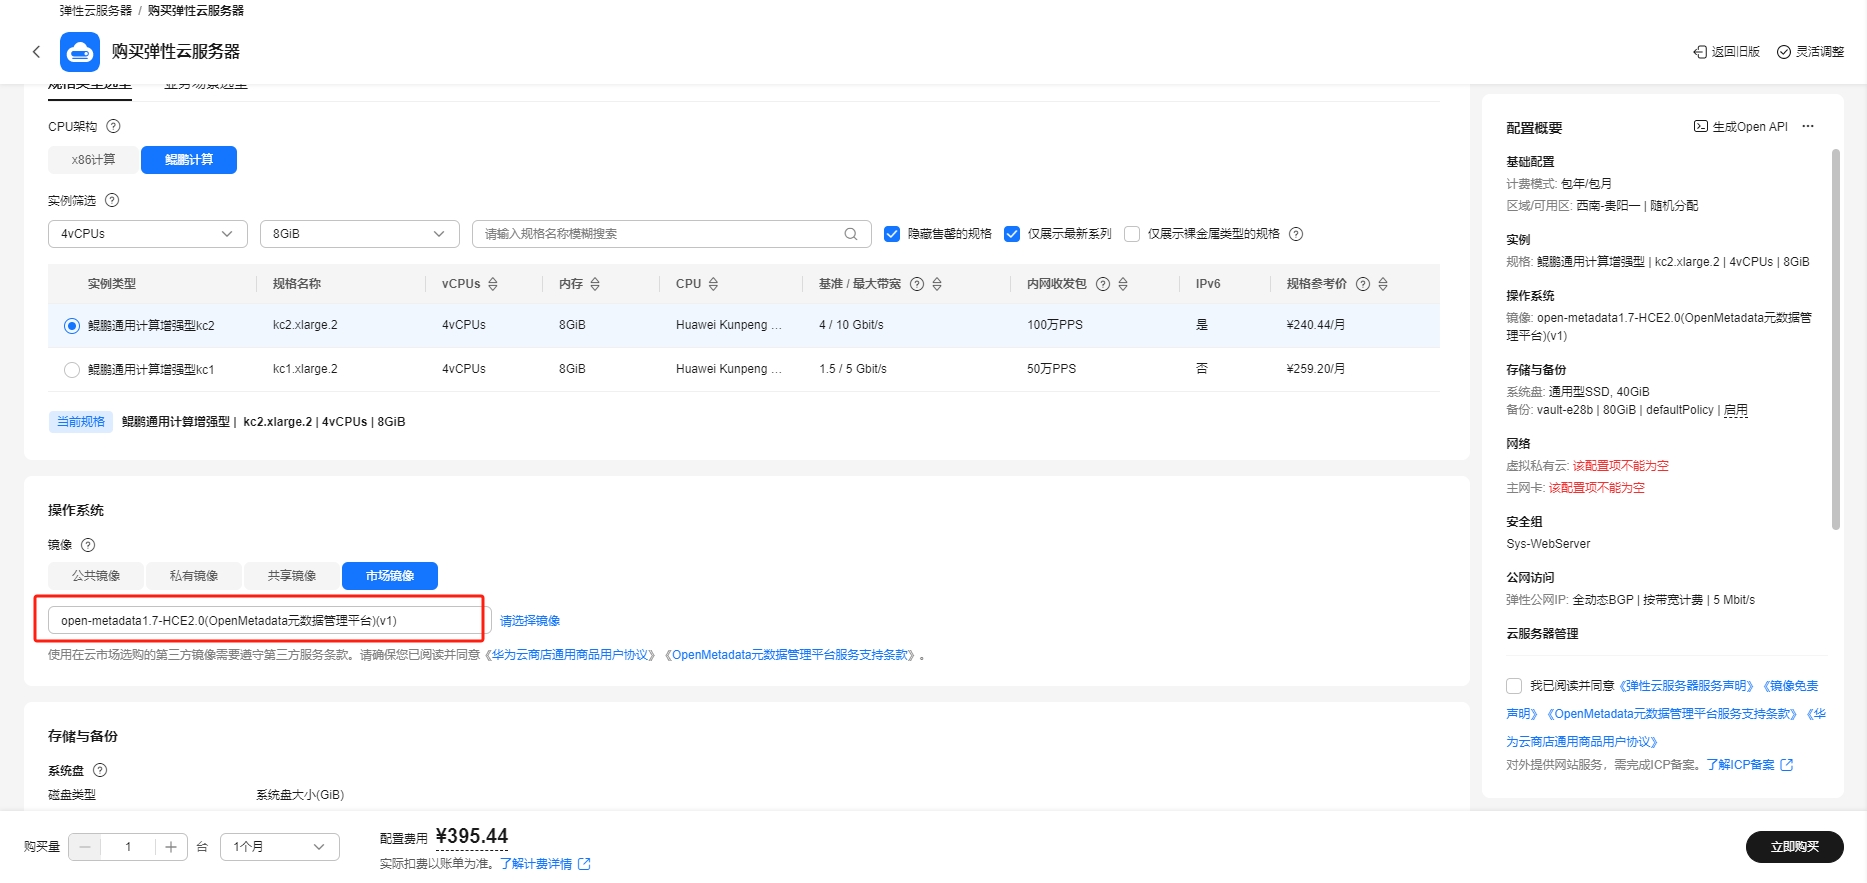 弹性云服务器 / 购买弹性云服务器
购买弹性云服务器
返回旧版 灵活调整
规格类型选型 业务场景选型
CPU架构
x86计算 鲲鹏计算
实例筛选
4vCPUs 8GiB 请输入规格名称模糊搜索 隐藏售罄的规格 仅展示最新系列 仅展示裸金属类型的规格
实例类型 规格名称 vCPUs 内存 CPU 基准 / 最大带宽 内网收发包 IPv6 规格参考价
鲲鹏通用计算增强型kc2 kc2.xlarge.2 4vCPUs 8GiB Huawei Kunpeng ... 4 / 10 Gbit/s 100万PPS 是 ¥240.44/月
鲲鹏通用计算增强型kc1 kc1.xlarge.2 4vCPUs 8GiB Huawei Kunpeng ... 1.5 / 5 Gbit/s 50万PPS 否 ¥259.20/月
当前规格 鲲鹏通用计算增强型 | kc2.xlarge.2 | 4vCPUs | 8GiB
操作系统
镜像
公共镜像 私有镜像 共享镜像 市场镜像
open-metadata1.7-HCE2.0(OpenMetadata元数据管理平台)(v1) 请选择镜像
使用在云市场选购的第三方镜像需要遵守第三方服务条款。请确保您已阅读并同意《华为云商店通用商品用户协议》《OpenMetadata元数据管理平台服务支持条款》。
存储与备份
系统盘
磁盘类型 系统盘大小(GiB)
配置概要 生成Open API ...
基础配置
计费模式: 包年/包月
区域/可用区: 西南-贵阳一 | 随机分配
实例
规格: 鲲鹏通用计算增强型 | kc2.xlarge.2 | 4vCPUs | 8GiB
操作系统
镜像: open-metadata1.7-HCE2.0(OpenMetadata元数据管
理平台)(v1)
存储与备份
系统盘: 通用型SSD, 40GiB
备份: vault-e28b | 80GiB | defaultPolicy | 启用
网络
虚拟私有云: 该配置项不能为空
主网卡: 该配置项不能为空
安全组
Sys-WebServer
公网访问
弹性公网IP: 全动态BGP | 按带宽计费 | 5 Mbit/s
云服务器管理
我已阅读并同意《弹性云服务器服务声明》《镜像免责
声明》《OpenMetadata元数据管理平台服务支持条款》《华
为云商店通用商品用户协议》
对外提供网站服务，需完成ICP备案。了解ICP备案
购买量 1 台 1个月
配置费用 ¥395.44
实际扣费以账单为准。了解计费详情
立即购买